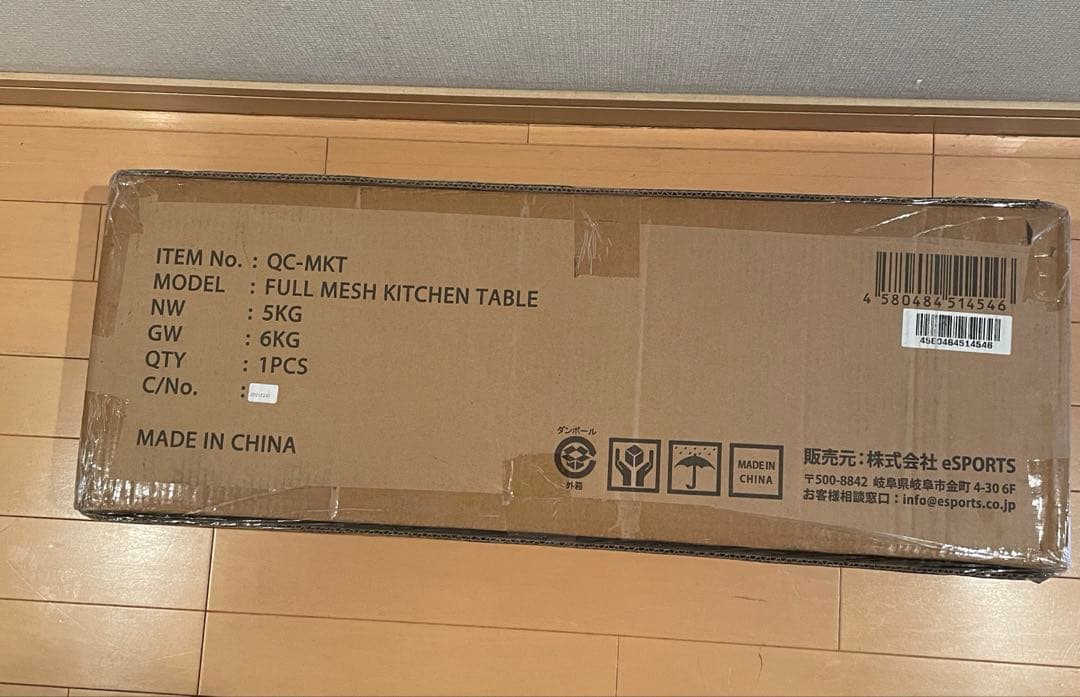 ITEM No. : QC-MKT
MODEL : FULL MESH KITCHEN TABLE
NW : 5KG
GW : 6KG
QTY : 1PCS
C/No. :
MADE IN CHINA
4 580484 514546
4580484514546
ダンボール
外箱
MADE IN
CHINA
販売元:株式会社 eSPORTS
〒500-8842 岐阜県岐阜市金町 4-30 6F
お客様相談窓口:info@esports.co.jp